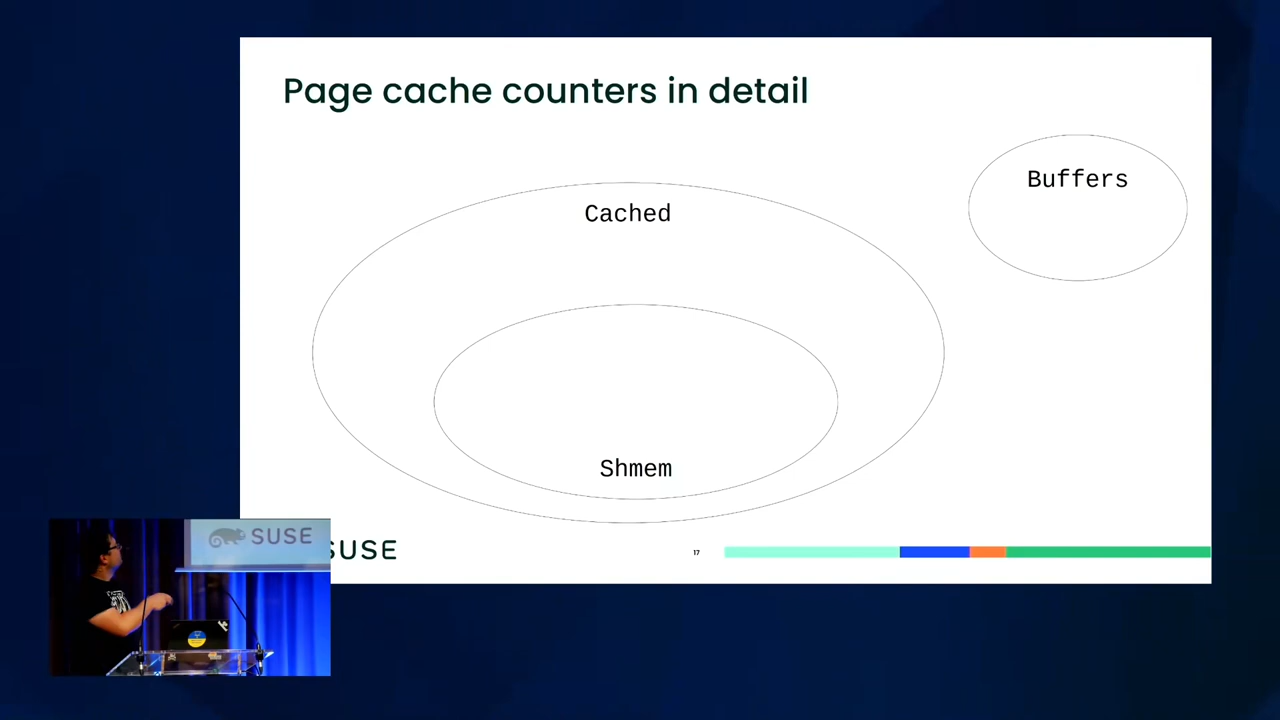 Page cache counters in detail
Buffers
Cached
Shmem
SUSE
17
SUSE